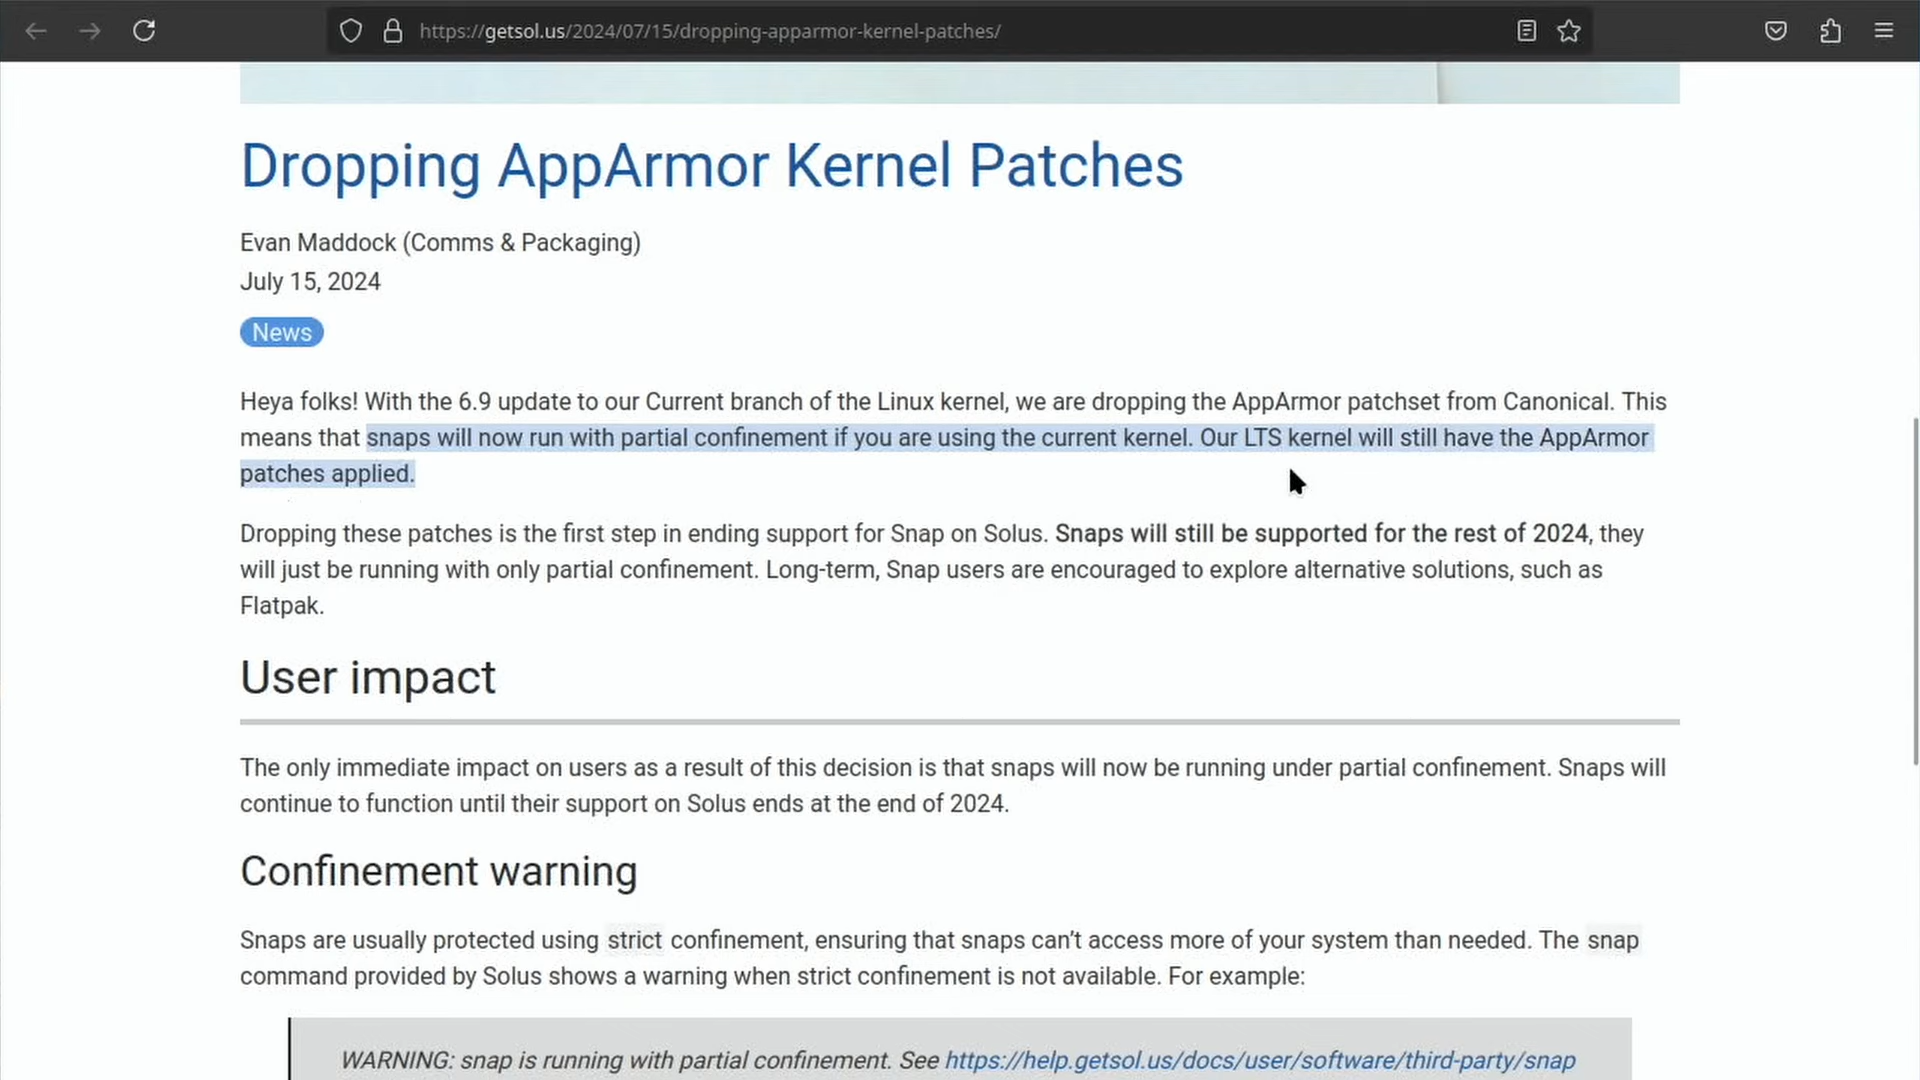 https://getsol.us/2024/07/15/dropping-apparmor-kernel-patches/
Dropping AppArmor Kernel Patches
Evan Maddock (Comms & Packaging)
July 15, 2024
News
Heya folks! With the 6.9 update to our Current branch of the Linux kernel, we are dropping the AppArmor patchset from Canonical. This
means that snaps will now run with partial confinement if you are using the current kernel. Our LTS kernel will still have the AppArmor
patches applied.
Dropping these patches is the first step in ending support for Snap on Solus. Snaps will still be supported for the rest of 2024, they
will just be running with only partial confinement. Long-term, Snap users are encouraged to explore alternative solutions, such as
Flatpak.
User impact
The only immediate impact on users as a result of this decision is that snaps will now be running under partial confinement. Snaps will
continue to function until their support on Solus ends at the end of 2024.
Confinement warning
Snaps are usually protected using strict confinement, ensuring that snaps can’t access more of your system than needed. The snap
command provided by Solus shows a warning when strict confinement is not available. For example:
WARNING: snap is running with partial confinement. See https://help.getsol.us/docs/user/software/third-party/snap